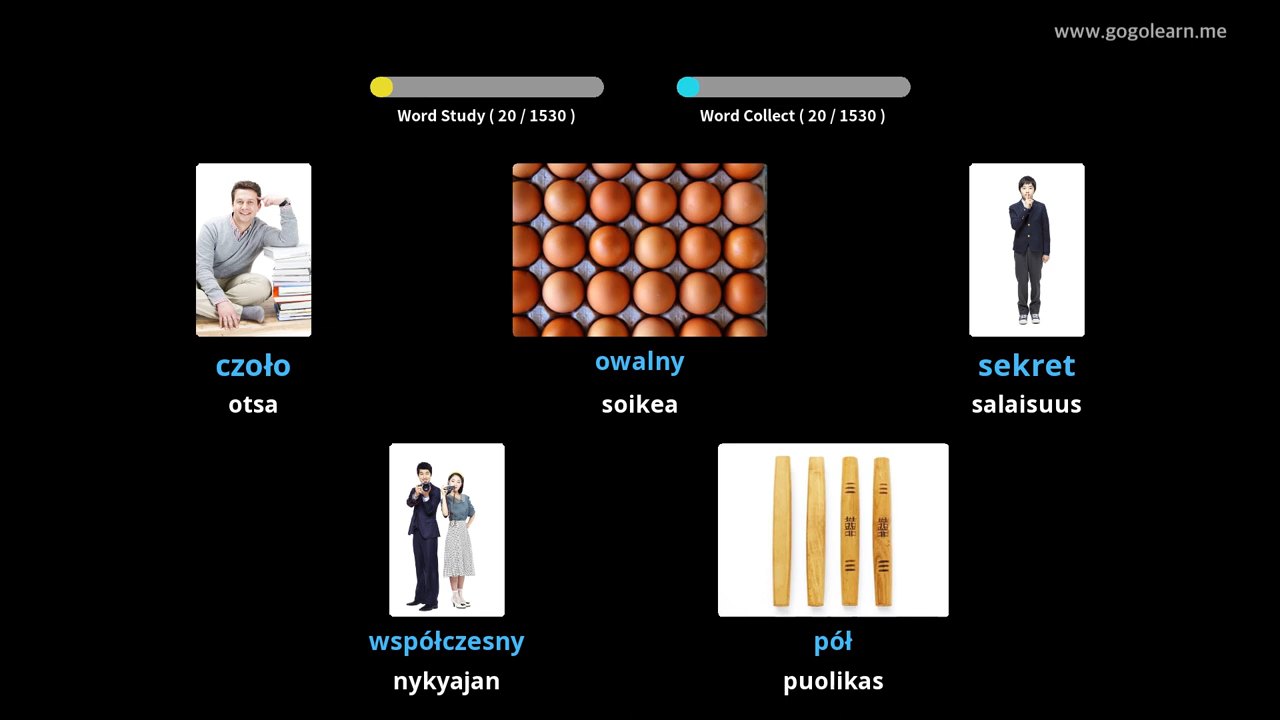 www.gogolearn.me
Word Study ( 20 / 1530 )
Word Collect ( 20 / 1530 )
czoło
otsa
owalny
soikea
sekret
salaisuus
współczesny
nykyajan
pół
puolikas